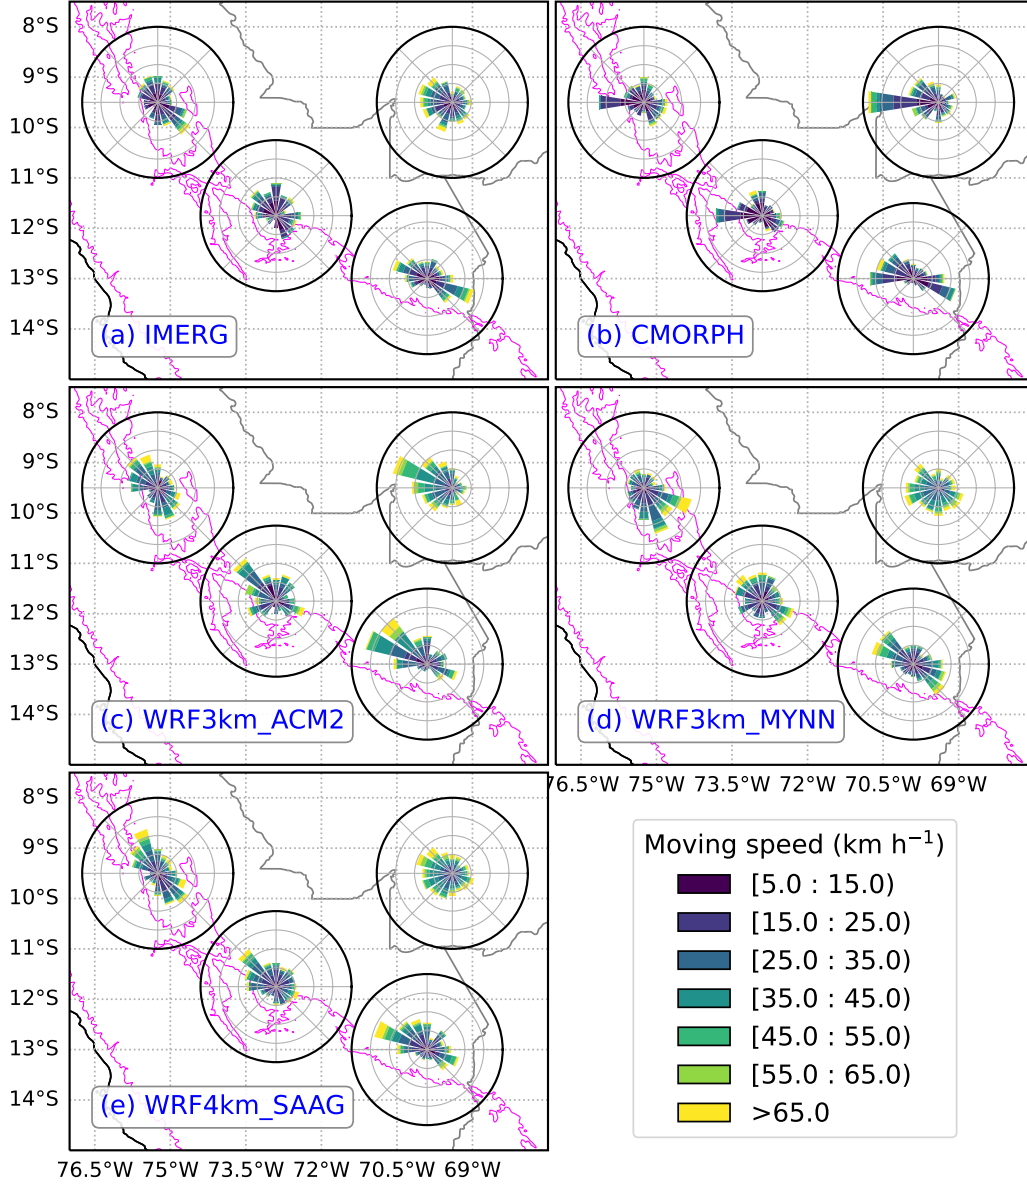 8°S
9°S
10°S
11°S
12°S
13°S
14°S
(a) IMERG
(b) CMORPH
8°S
9°S
10°S
11°S
12°S
13°S
14°S
(c) WRF3km_ACM2
(d) WRF3km_MYNN
76.5°W 75°W 73.5°W 72°W 70.5°W 69°W
8°S
9°S
10°S
11°S
12°S
13°S
14°S
(e) WRF4km_SAAG
76.5°W 75°W 73.5°W 72°W 70.5°W 69°W
Moving speed (km h⁻¹)
[5.0 : 15.0)
[15.0 : 25.0)
[25.0 : 35.0)
[35.0 : 45.0)
[45.0 : 55.0)
[55.0 : 65.0)
>65.0